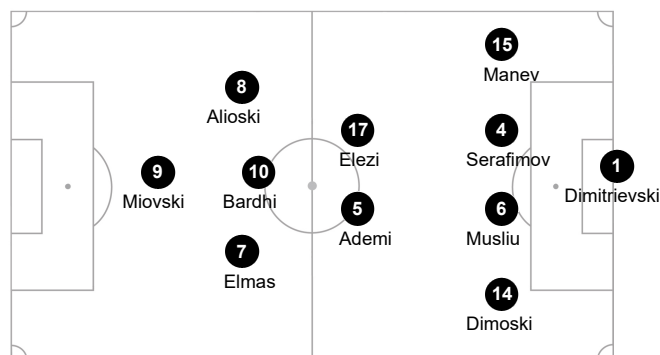 15
Manev
8
Alioski
17
Elezi
4
Serafimov
1
Dimitrievski
9
Miovski
10
Bardhi
5
Ademi
6
Musliu
7
Elmas
14
Dimoski